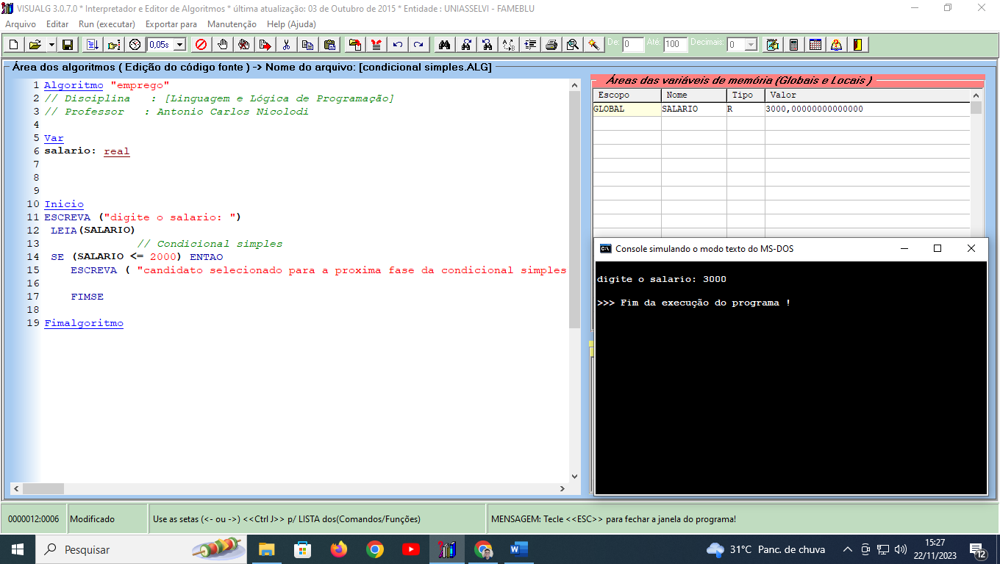 VISUALG 3.0.7.0 * Interpretador e Editor de Algoritmos * última atualização: 03 de Outubro de 2015 * Entidade : UNIASSELVI - FAMEBLU
Arquivo Editar Run (executar) Exportar para Manutenção Help (Ajuda)
0,05s De: 0 Até: 100 Decimais: 0
Área dos algoritmos ( Edição do código fonte ) -> Nome do arquivo: [condicional simples.ALG]
1 Algoritmo "emprego"
2 // Disciplina : [Linguagem e Lógica de Programação]
3 // Professor : Antonio Carlos Nicolodi
4
5 Var
6 salario: real
7
8
9
10 Inicio
11 ESCREVA ("digite o salario: ")
12 LEIA(SALARIO)
13 // Condicional simples
14 SE (SALARIO <= 2000) ENTAO
15 ESCREVA ( "candidato selecionado para a proxima fase da condicional simples
16
17 FIMSE
18
19 Fimalgoritmo
Áreas das variáveis de memória (Globais e Locais )
Escopo Nome Tipo Valor
GLOBAL SALARIO R 3000,00000000000000
Console simulando o modo texto do MS-DOS
digite o salario: 3000
>>> Fim da execução do programa !
0000012:0006 Modificado Use as setas (<- ou ->) <<Ctrl J>> p/ LISTA dos(Comandos/Funções) MENSAGEM: Tecle <<ESC>> para fechar a janela do programa!
Pesquisar 31°C Panc. de chuva 15:27
22/11/2023 12